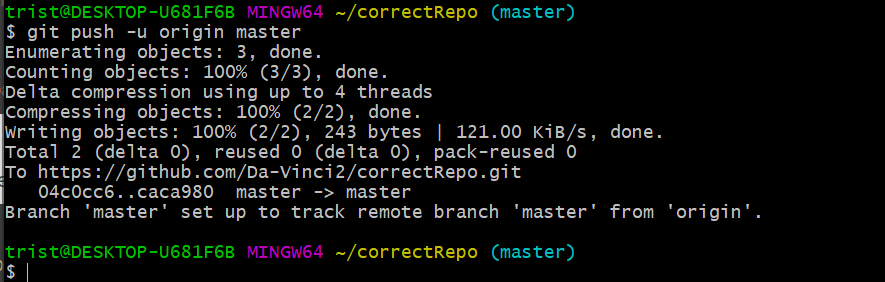 trist@DESKTOP-U681F6B MINGW64 ~/correctRepo (master)
$ git push -u origin master
Enumerating objects: 3, done.
Counting objects: 100% (3/3), done.
Delta compression using up to 4 threads
Compressing objects: 100% (2/2), done.
Writing objects: 100% (2/2), 243 bytes | 121.00 KiB/s, done.
Total 2 (delta 0), reused 0 (delta 0), pack-reused 0
To https://github.com/Da-Vinci2/correctRepo.git
   04c0cc6..caca980  master -> master
Branch 'master' set up to track remote branch 'master' from 'origin'.
trist@DESKTOP-U681F6B MINGW64 ~/correctRepo (master)
$